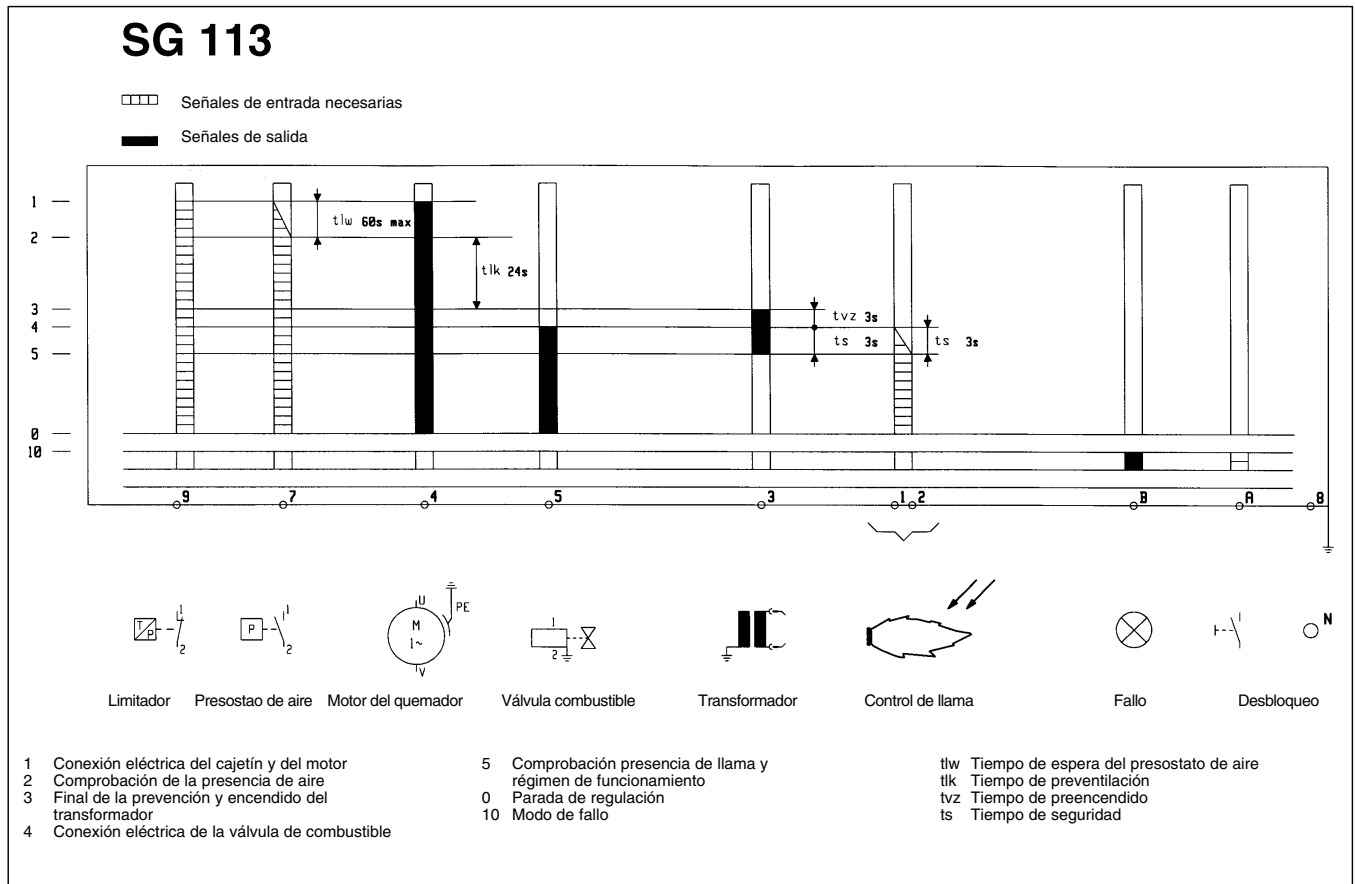 SG 113
Señales de entrada necesarias
Señales de salida
1
tlw 60s max
2
tlk 24s
3
tvz 3s
4
ts 3s
ts 3s
5
0
10
9 7 4 5 3 1 2 B A 8
T/P 1 2
P 1 2
U M 1~ V PE
1 2
N
Limitador Presostao de aire Motor del quemador Válvula combustible Transformador Control de llama Fallo Desbloqueo
1 Conexión eléctrica del cajetín y del motor
2 Comprobación de la presencia de aire
3 Final de la prevención y encendido del
transformador
4 Conexión eléctrica de la válvula de combustible
5 Comprobación presencia de llama y
régimen de funcionamiento
0 Parada de regulación
10 Modo de fallo
tlw Tiempo de espera del presostato de aire
tlk Tiempo de preventilación
tvz Tiempo de preencendido
ts Tiempo de seguridad